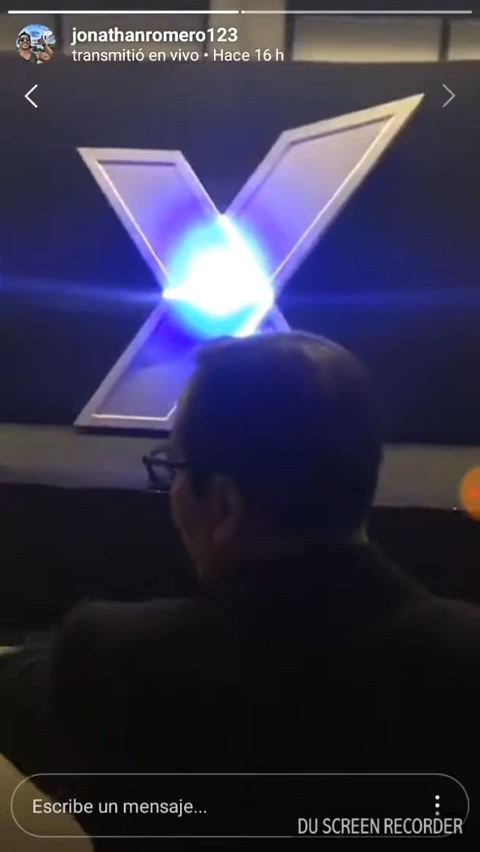 jonathanromero123
transmitió en vivo • Hace 16 h
X
Escribe un mensaje...
DU SCREEN RECORDER